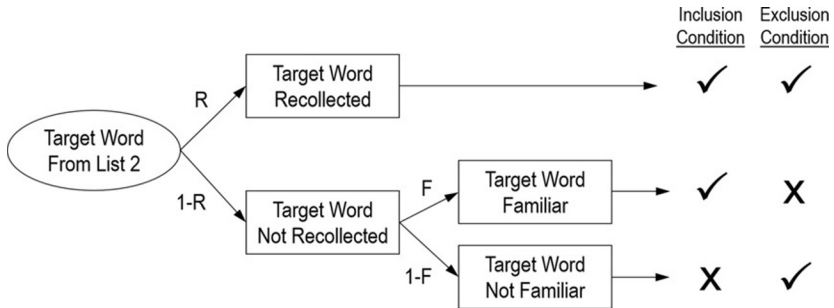 Inclusion Exclusion
Condition Condition
Target Word
Recollected
R
Target Word
From List 2
1-R
Target Word
Not Recollected
F
Target Word
Familiar
X
1-F
Target Word
Not Familiar
X